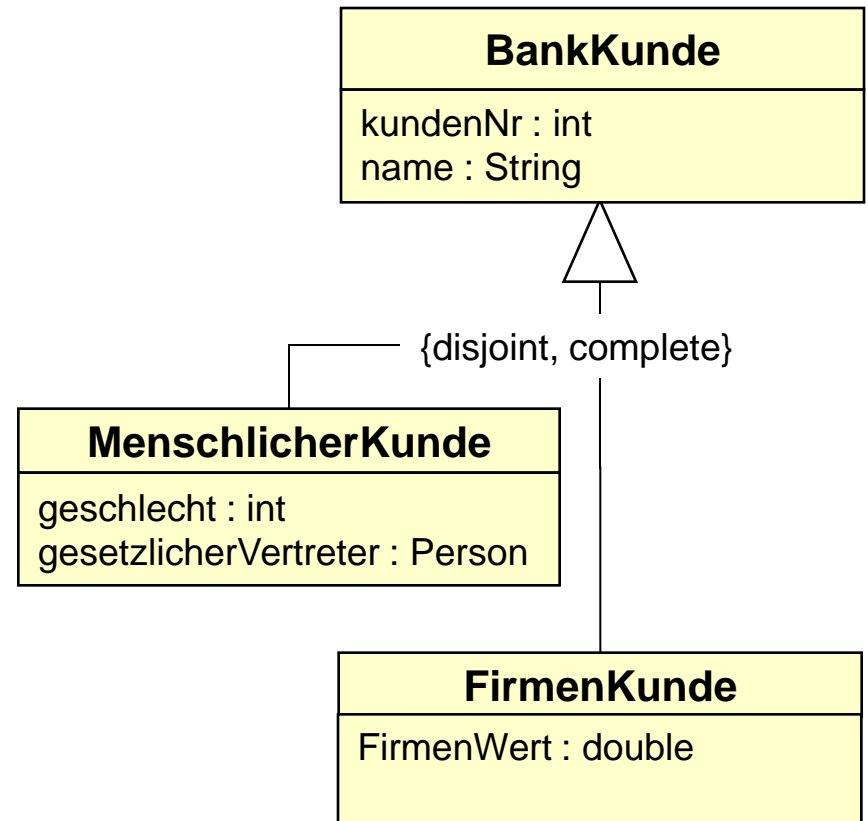 BankKunde
kundenNr : int
name : String
{disjoint, complete}
MenschlicherKunde
geschlecht : int
gesetzlicherVertreter : Person
FirmenKunde
FirmenWert : double